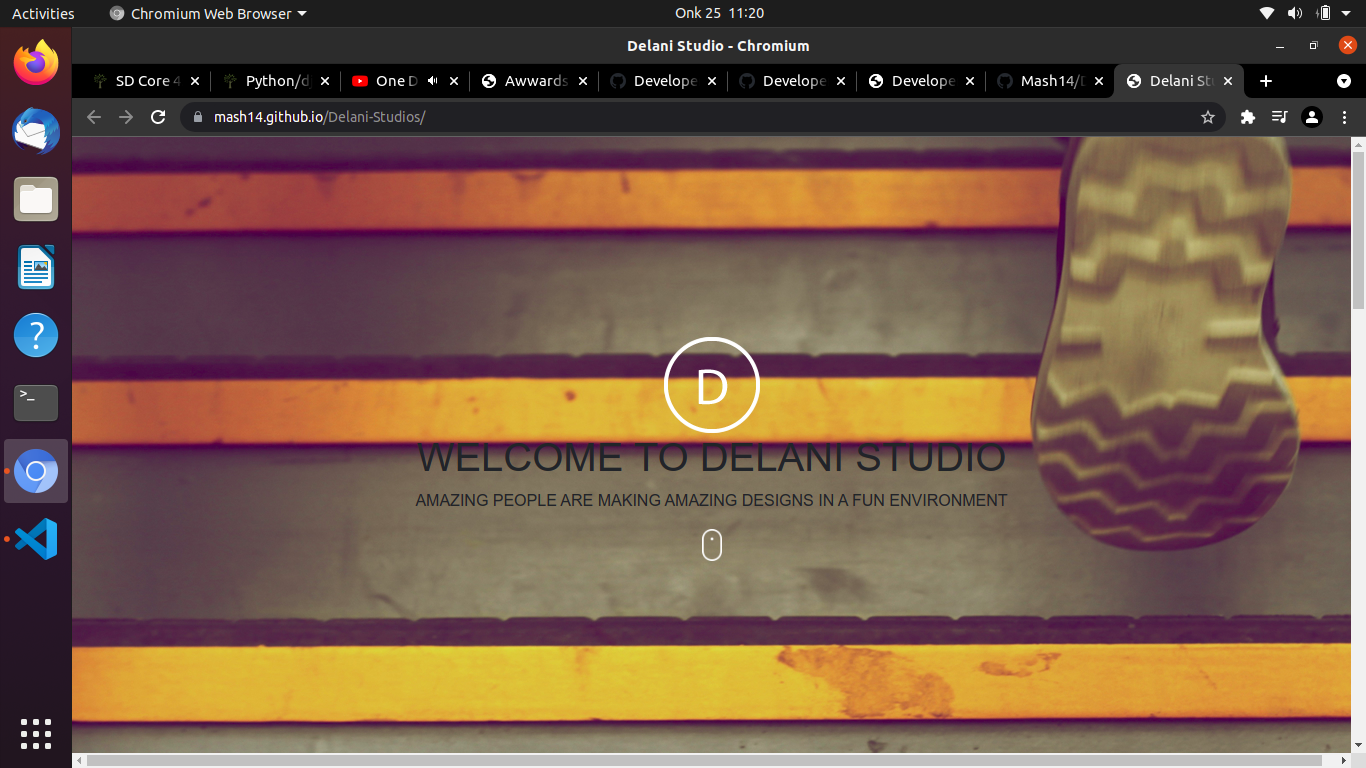 Activities
Chromium Web Browser
Onk 25 11:20
Delani Studio - Chromium
SD Core 4
Python/dj
One D
Awwards
Develope
Develope
Develope
Mash14/D
Delani Stu
mash14.github.io/Delani-Studios/
D
WELCOME TO DELANI STUDIO
AMAZING PEOPLE ARE MAKING AMAZING DESIGNS IN A FUN ENVIRONMENT